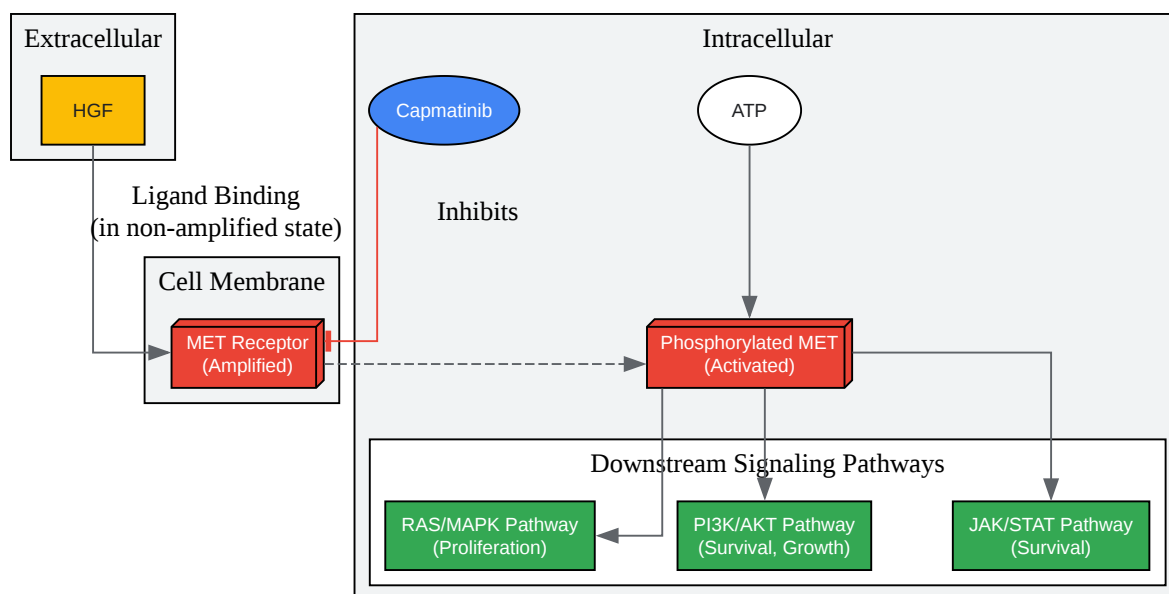 Extracellular
Intracellular
HGF
Capmatinib
ATP
Ligand Binding
(in non-amplified state)
Inhibits
Cell Membrane
MET Receptor
(Amplified)
Phosphorylated MET
(Activated)
Downstream Signaling Pathways
RAS/MAPK Pathway
(Proliferation)
PI3K/AKT Pathway
(Survival, Growth)
JAK/STAT Pathway
(Survival)